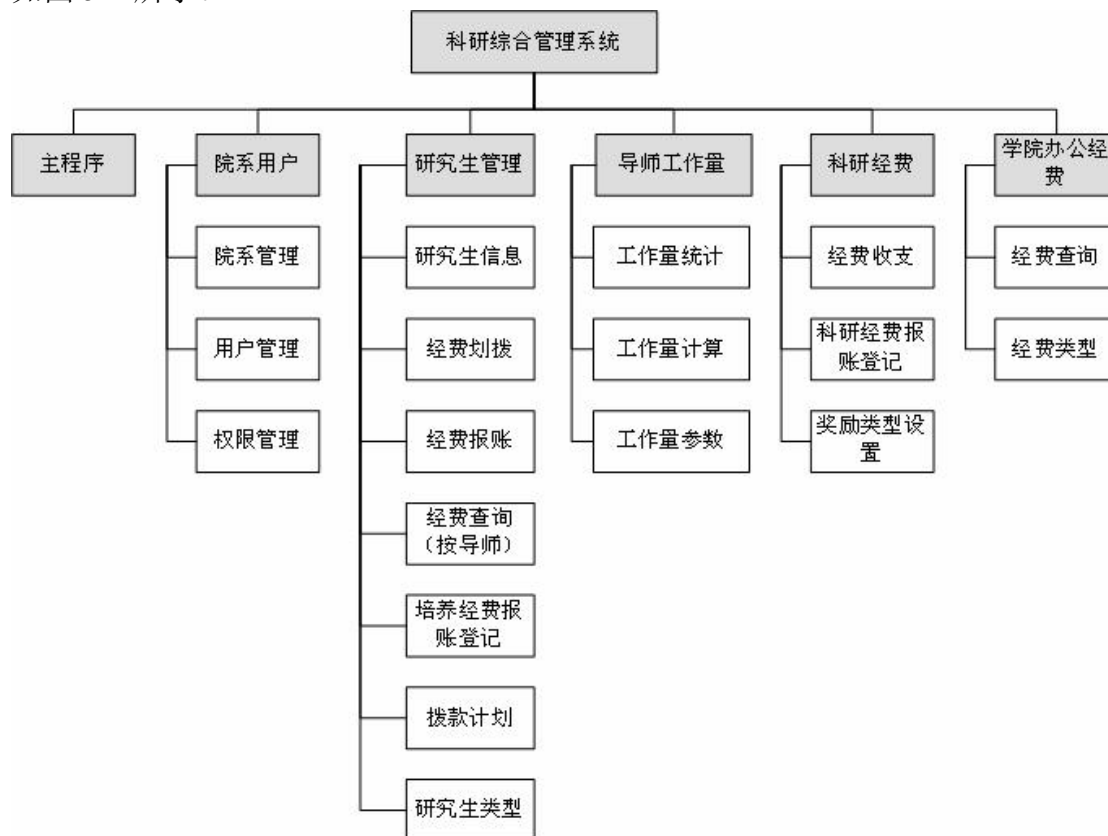 科研综合管理系统
主程序
院系用户
研究生管理
导师工作量
科研经费
学院办公经
费
院系管理
研究生信息
工作量统计
经费收支
经费查询
用户管理
经费划拨
工作量计算
科研经费报
账登记
经费类型
权限管理
经费报账
工作量参数
奖励类型设
置
经费查询
（按导师）
培养经费报
账登记
拨款计划
研究生类型